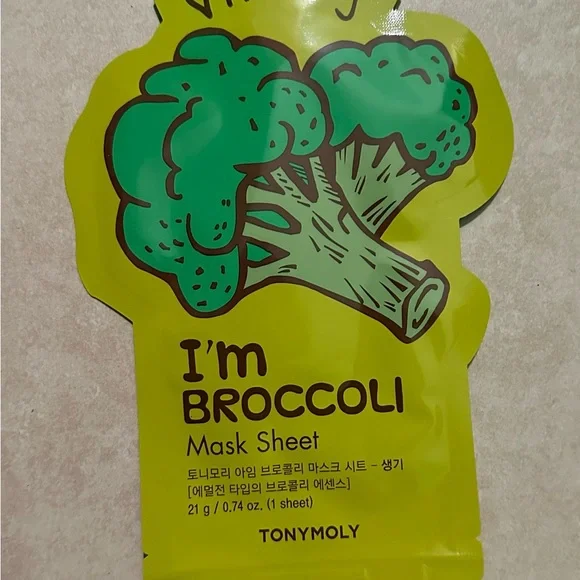 I'm
BROCCOLI
Mask Sheet
토니모리 아임 브로콜리 마스크 시트 – 생기
[에멀전 타입의 브로콜리 에센스]
21 g / 0.74 oz. (1 sheet)
TONYMOLY